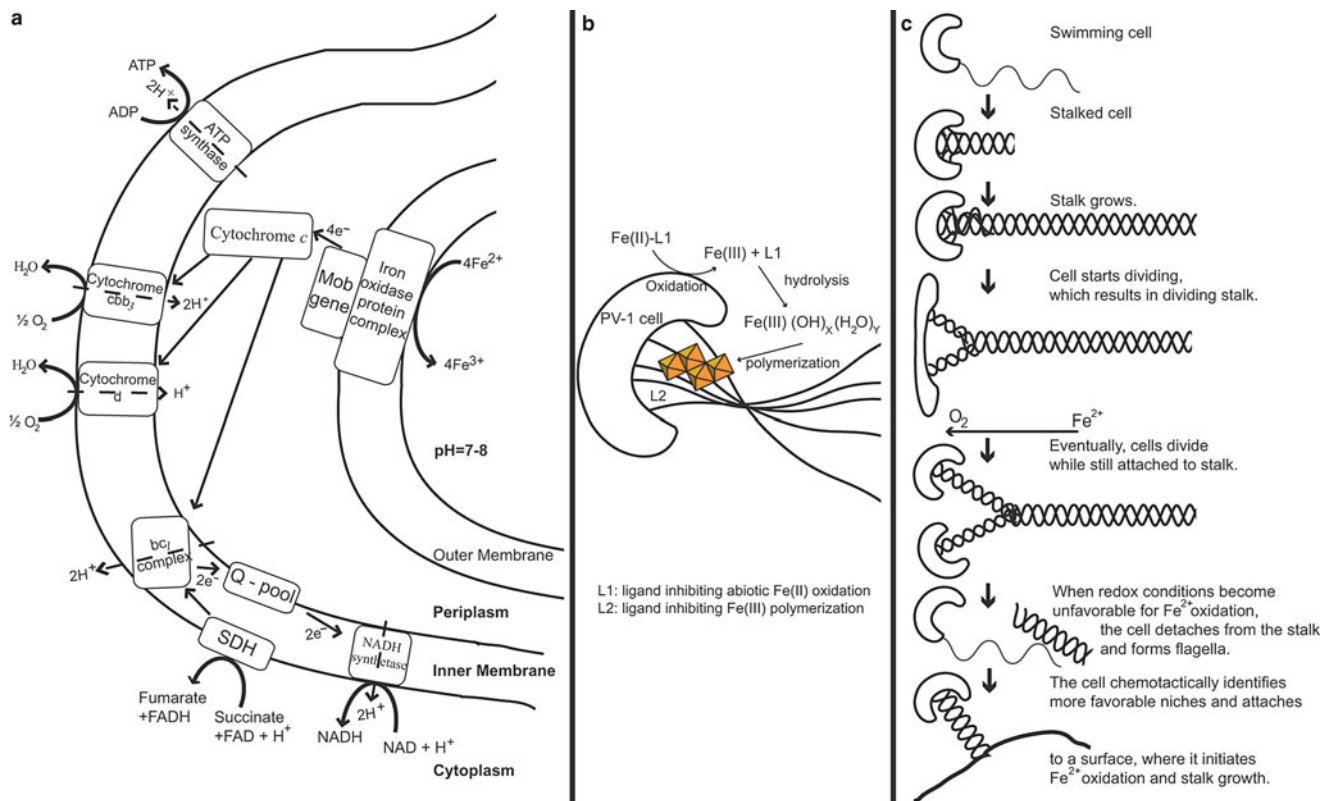 a
ATP
2H⁺
ADP
ATP
synthase
Cytochrome c
4e⁻
Mob
gene
Iron
oxidase
protein
complex
4Fe²⁺
4Fe³⁺
H₂O
½ O₂
Cytochrome
cbb₃
2H⁺
H₂O
½ O₂
Cytochrome
d
H⁺
pH=7-8
bc₁
complex
2H⁺
2e⁻
Q - pool
2e⁻
SDH
NADH
synthetase
Outer Membrane
Periplasm
Inner Membrane
Fumarate
+FADH
Succinate
+FAD + H⁺
2H⁺
NADH
NAD + H⁺
Cytoplasm
b
Fe(II)-L1
Fe(III) + L1
Oxidation
hydrolysis
PV-1 cell
Fe(III) (OH)ₓ(H₂O)ᵧ
polymerization
L2
L1: ligand inhibiting abiotic Fe(II) oxidation
L2: ligand inhibiting Fe(III) polymerization
c
Swimming cell
Stalked cell
Stalk grows.
Cell starts dividing,
which results in dividing stalk.
O₂
Fe²⁺
Eventually, cells divide
while still attached to stalk.
When redox conditions become
unfavorable for Fe²⁺oxidation,
the cell detaches from the stalk
and forms flagella.
The cell chemotactically identifies
more favorable niches and attaches
to a surface, where it initiates
Fe²⁺oxidation and stalk growth.